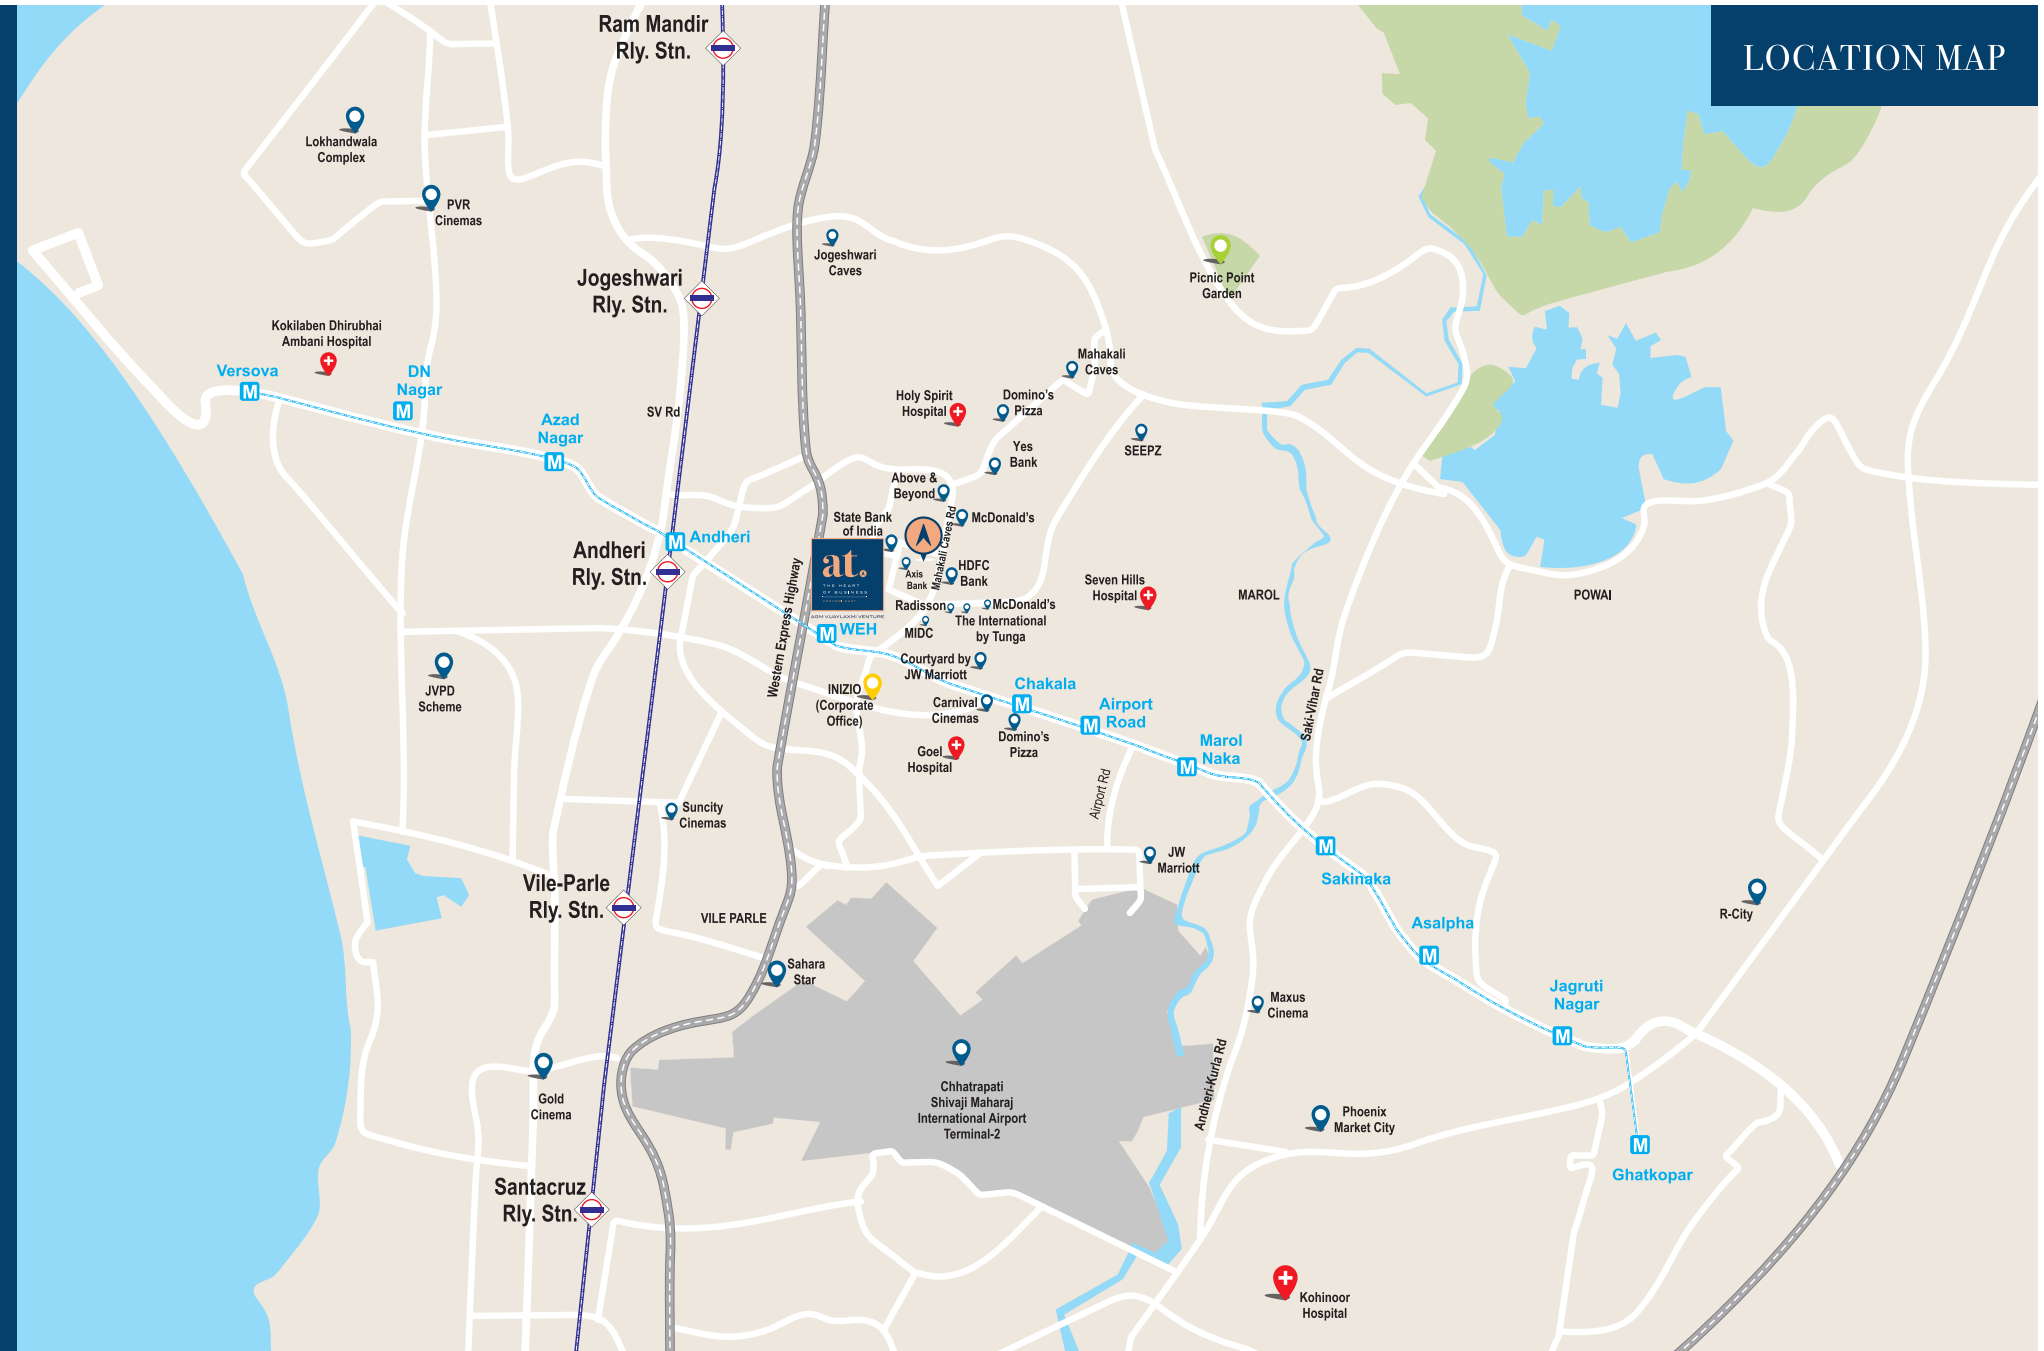 LOCATION MAP
Ram Mandir
Rly. Stn.
Lokhandwala
Complex
PVR
Cinemas
Jogeshwari
Caves
Jogeshwari
Rly. Stn.
Picnic Point
Garden
Kokilaben Dhirubhai
Ambani Hospital
Versova
M
DN
Nagar
M
Azad
Nagar
M
SV Rd
Mahakali
Caves
Holy Spirit
Hospital
Domino's
Pizza
SEEPZ
Yes
Bank
Above &
Beyond
McDonald's
State Bank
of India
Mahakali Caves Rd
M
Andheri
Andheri
Rly. Stn.
at.
THE HEART
OF BUSINESS
AGM VIJAYLAXMI VENTURE
Axis
Bank
HDFC
Bank
Radisson
McDonald's
The International
by Tunga
MIDC
M WEH
Western Express Highway
Seven Hills
Hospital
MAROL
POWAI
JVPD
Scheme
Courtyard by
JW Marriott
INIZIO
(Corporate
Office)
Carnival
Cinemas
Chakala
M
Domino's
Pizza
Airport
Road
M
Saki-Vihar Rd
Goel
Hospital
Marol
Naka
M
Airport Rd
Suncity
Cinemas
JW
Marriott
M
Sakinaka
Vile-Parle
Rly. Stn.
VILE PARLE
R-City
Asalpha
M
Sahara
Star
Maxus
Cinema
Jagruti
Nagar
M
Andheri-Kurla Rd
Gold
Cinema
Chhatrapati
Shivaji Maharaj
International Airport
Terminal-2
Phoenix
Market City
M
Ghatkopar
Santacruz
Rly. Stn.
Kohinoor
Hospital